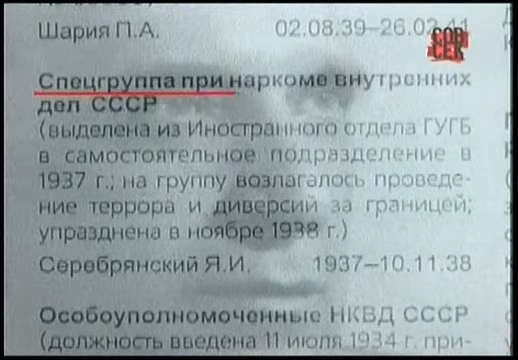 Шария П.А. 02.08.39–26.02.41
СОВ
СЕК
Спецгруппа при наркоме внутренних
дел СССР
(выделена из Иностранного отдела ГУГБ
в самостоятельное подразделение в
1937 г.; на группу возлагалось проведе-
ние террора и диверсий за границей;
упразднена в ноябре 1938 г.)
Серебрянский Я.И. 1937–10.11.38
Особоуполномоченные НКВД СССР
(должность введена 11 июля 1934 г. при-